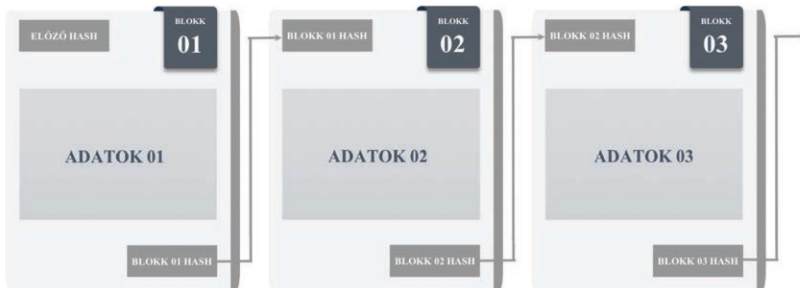 ELŐZŐ HASH
BLOKK
01
ADATOK 01
BLOKK 01 HASH
BLOKK 01 HASH
BLOKK
02
ADATOK 02
BLOKK 02 HASH
BLOKK 02 HASH
BLOKK
03
ADATOK 03
BLOKK 03 HASH